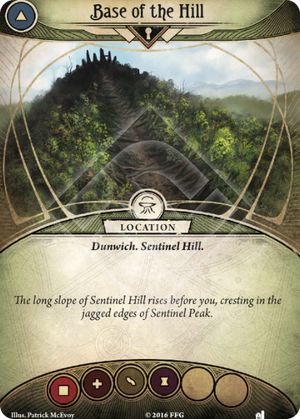 Base of the Hill
LOCATION
Dunwich. Sentinel Hill.
The long slope of Sentinel Hill rises before you, cresting in the
jagged edges of Sentinel Peak.
Illus. Patrick McEvoy
© 2016 FFG